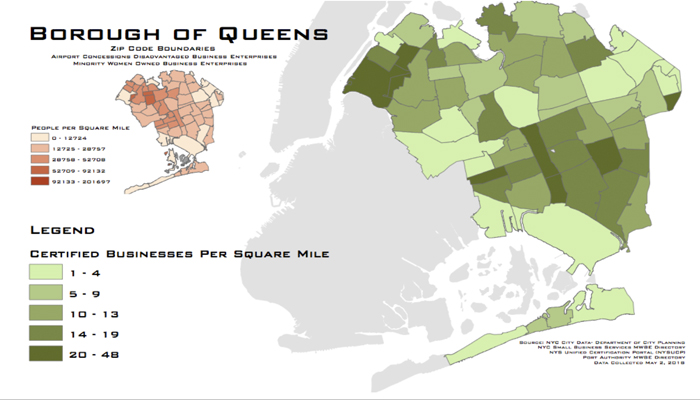 BOROUGH OF QUEENS
ZIP CODE BOUNDARIES
AIRPORT CONCESSIONS DISADVANTAGED BUSINESS ENTERPRISES
MINORITY WOMEN OWNED BUSINESS ENTERPRISES
PEOPLE PER SQUARE MILE
0 - 12724
12725 - 28757
28758 - 52708
52709 - 92132
92133 - 201697
LEGEND
CERTIFIED BUSINESSES PER SQUARE MILE
1 - 4
5 - 9
10 - 13
14 - 19
20 - 48
SOURCE: NYC CITY DATA- DEPARTMENT OF CITY PLANNING
NYC SMALL BUSINESS SERVICES MWBE DIRECTORY
NYS UNIFIED CERTIFICATION PORTAL (NYSUCP)
PORT AUTHORITY MWBE DIRECTORY
DATA COLLECTED MAY 2, 2018